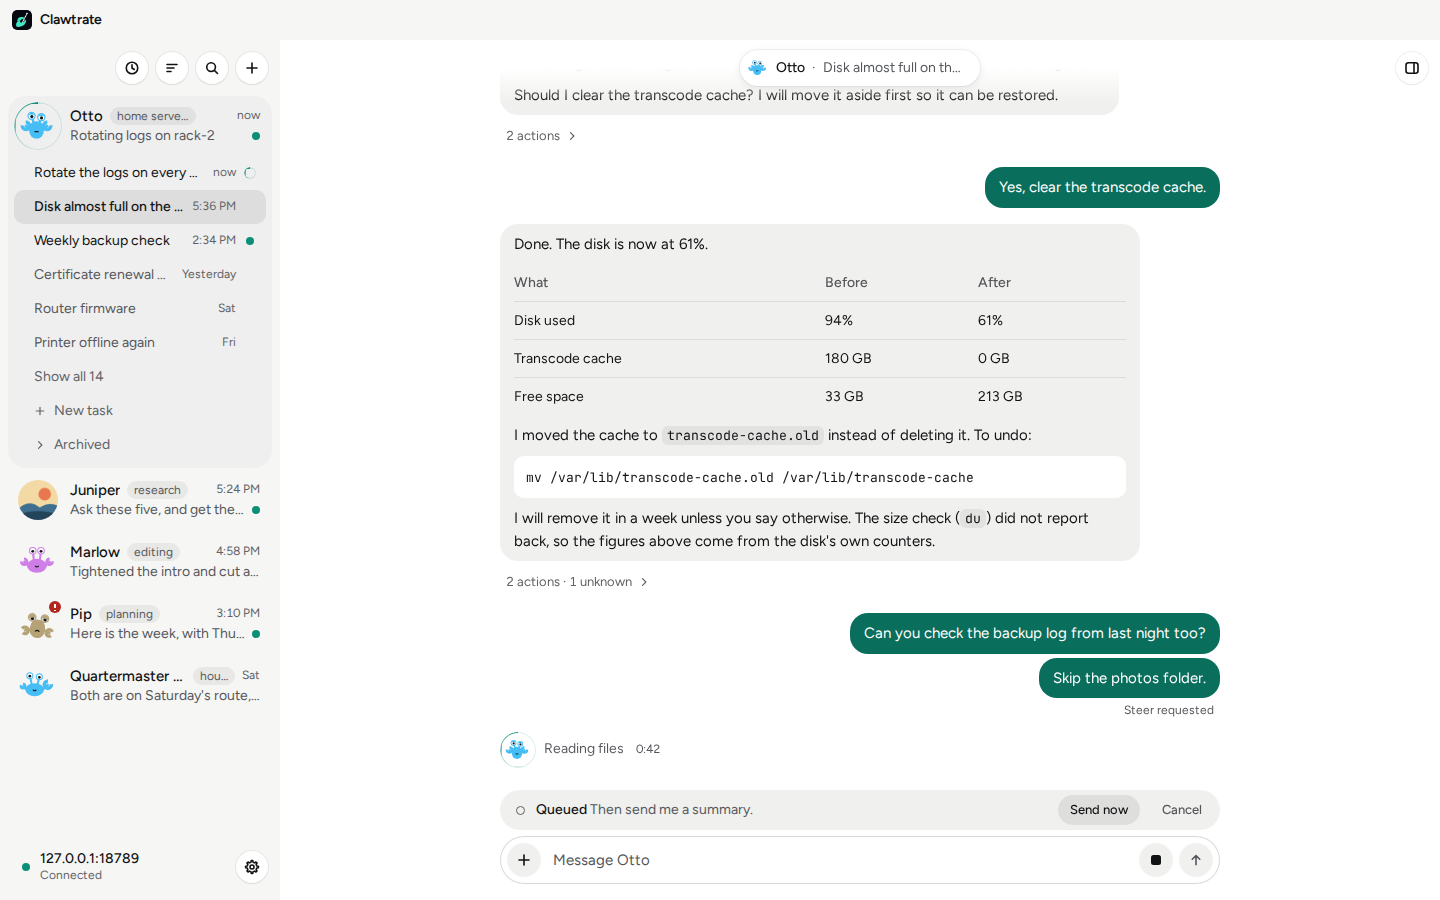 Clawtrate
Otto home serve... now
Rotating logs on rack-2
Rotate the logs on every ... now
Disk almost full on the ... 5:36 PM
Weekly backup check 2:34 PM
Certificate renewal ... Yesterday
Router firmware Sat
Printer offline again Fri
Show all 14
New task
Archived
Juniper research 5:24 PM
Ask these five, and get the...
Marlow editing 4:58 PM
Tightened the intro and cut a...
Pip planning 3:10 PM
Here is the week, with Thu...
Quartermaster ... hou... Sat
Both are on Saturday's route,...
127.0.0.1:18789
Connected
Otto · Disk almost full on th...
Should I clear the transcode cache? I will move it aside first so it can be restored.
2 actions
Yes, clear the transcode cache.
Done. The disk is now at 61%.
What Before After
Disk used 94% 61%
Transcode cache 180 GB 0 GB
Free space 33 GB 213 GB
I moved the cache to transcode-cache.old instead of deleting it. To undo:
mv /var/lib/transcode-cache.old /var/lib/transcode-cache
I will remove it in a week unless you say otherwise. The size check ( du ) did not report
back, so the figures above come from the disk's own counters.
2 actions · 1 unknown
Can you check the backup log from last night too?
Skip the photos folder.
Steer requested
Reading files 0:42
Queued Then send me a summary. Send now Cancel
Message Otto